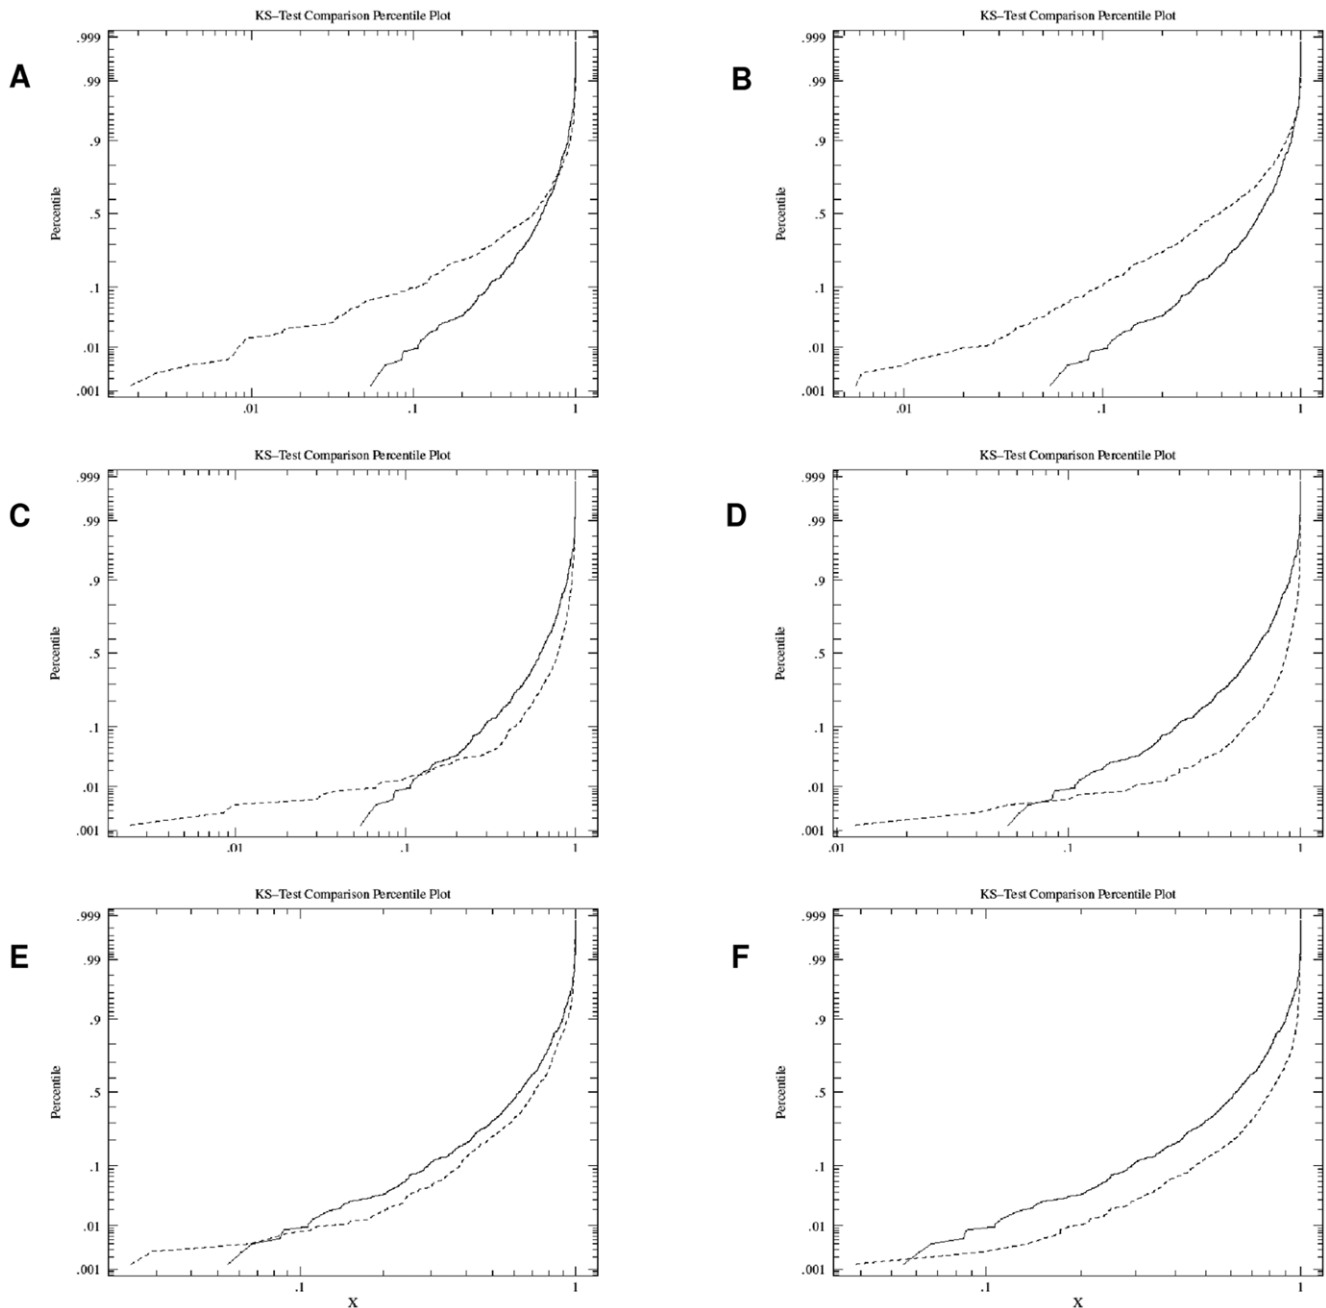 KS–Test Comparison Percentile Plot
A
.999
.99
.9
.5
.1
.01
.001
Percentile
.01 .1 1
KS–Test Comparison Percentile Plot
B
.999
.99
.9
.5
.1
.01
.001
Percentile
.01 .1 1
KS–Test Comparison Percentile Plot
C
.999
.99
.9
.5
.1
.01
.001
Percentile
.01 .1 1
KS–Test Comparison Percentile Plot
D
.999
.99
.9
.5
.1
.01
.001
Percentile
.01 .1 1
KS–Test Comparison Percentile Plot
E
.999
.99
.9
.5
.1
.01
.001
Percentile
.1 1
X
KS–Test Comparison Percentile Plot
F
.999
.99
.9
.5
.1
.01
.001
Percentile
.1 1
X